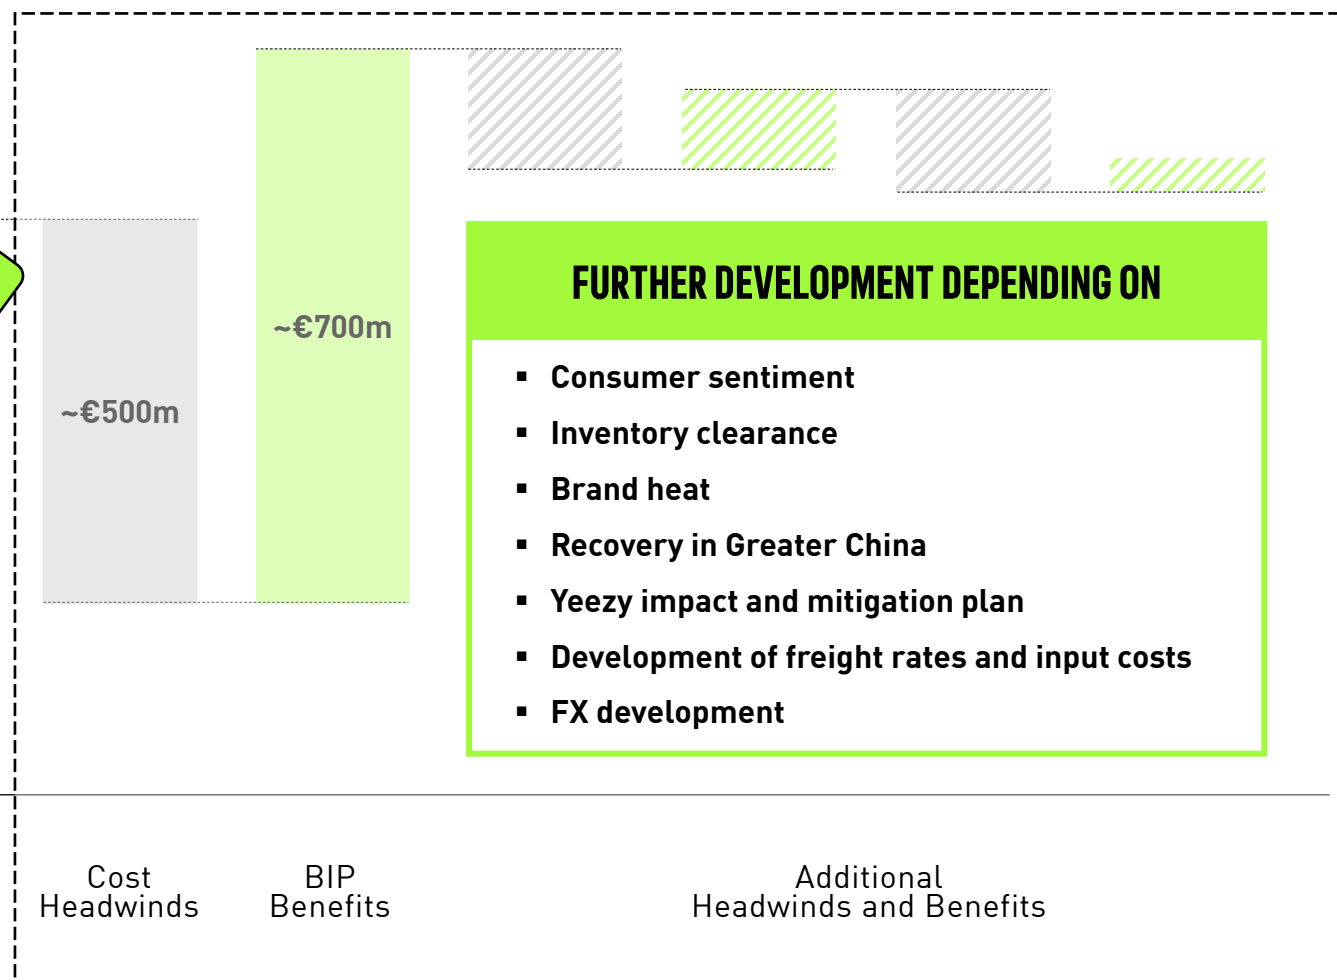 ~€700m
~€500m
FURTHER DEVELOPMENT DEPENDING ON
▪ Consumer sentiment
▪ Inventory clearance
▪ Brand heat
▪ Recovery in Greater China
▪ Yeezy impact and mitigation plan
▪ Development of freight rates and input costs
▪ FX development
Cost
Headwinds
BIP
Benefits
Additional
Headwinds and Benefits